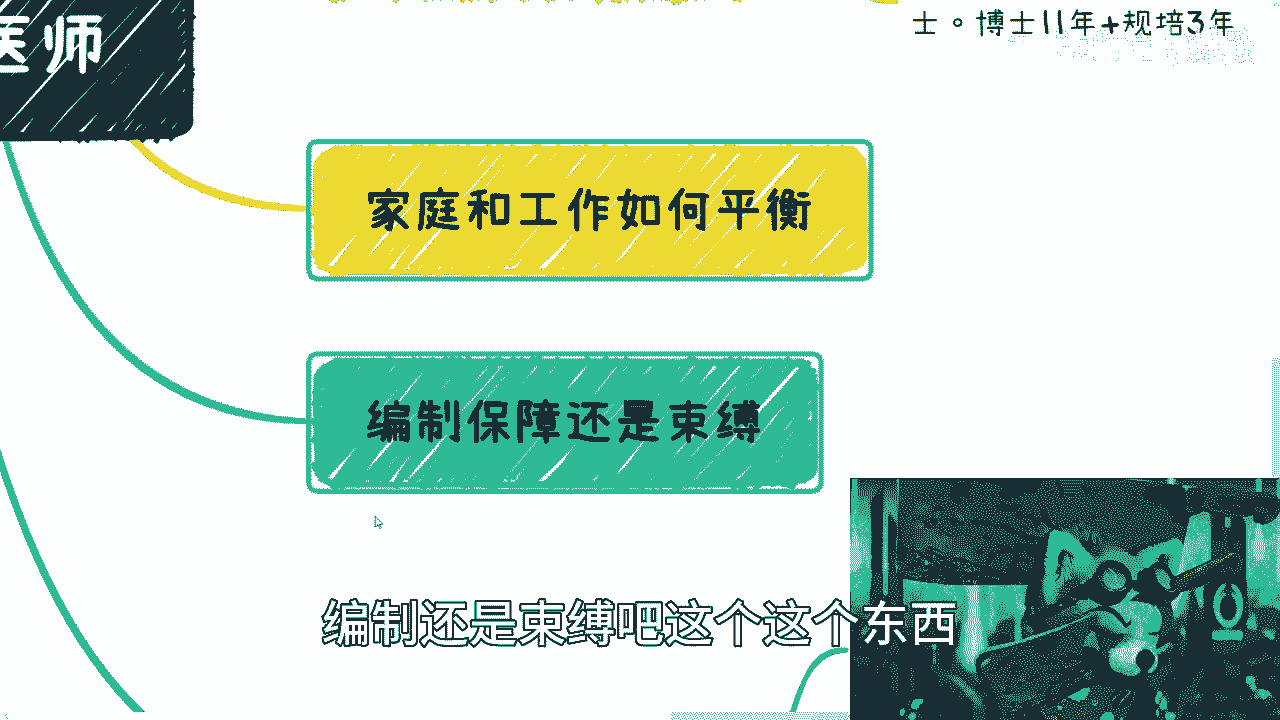 士。博士11年+规培3年
医师
家庭和工作如何平衡
编制保障还是束缚
编制还是束缚吧这个这个东西